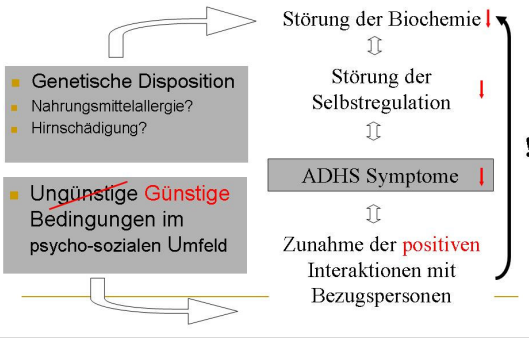 Störung der Biochemie
Genetische Disposition
Nahrungsmittelallergie?
Hirnschädigung?
Störung der
Selbstregulation
ADHS Symptome
Ungünstige Günstige
Bedingungen im
psycho-sozialen Umfeld
Zunahme der positiven
Interaktionen mit
Bezugspersonen